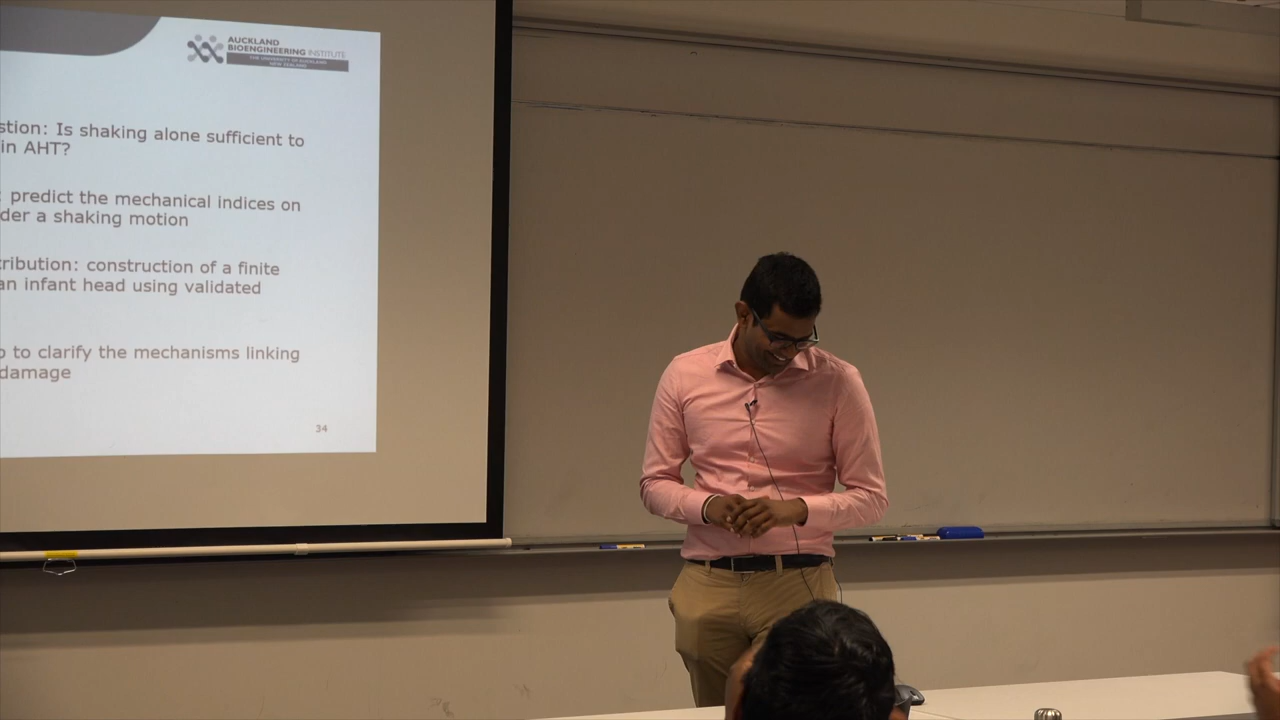 AUCKLAND
BIOENGINEERING INSTITUTE
THE UNIVERSITY OF AUCKLAND
NEW ZEALAND
stion: Is shaking alone sufficient to
in AHT?
: predict the mechanical indices on
der a shaking motion
ribution: construction of a finite
an infant head using validated
o to clarify the mechanisms linking
damage
34